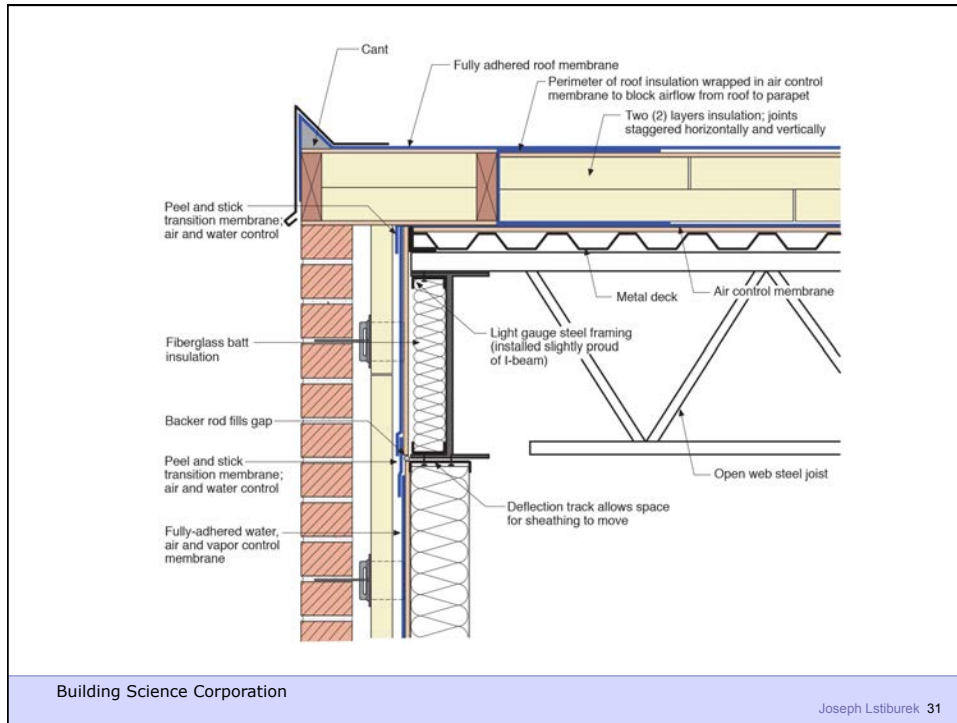 Cant
Fully adhered roof membrane
Perimeter of roof insulation wrapped in air control
membrane to block airflow from roof to parapet
Two (2) layers insulation; joints
staggered horizontally and vertically
Peel and stick
transition membrane;
air and water control
Metal deck
Air control membrane
Light gauge steel framing
(installed slightly proud
of I-beam)
Fiberglass batt
insulation
Backer rod fills gap
Peel and stick
transition membrane;
air and water control
Open web steel joist
Deflection track allows space
for sheathing to move
Fully-adhered water,
air and vapor control
membrane
Building Science Corporation
Joseph Lstiburek 31